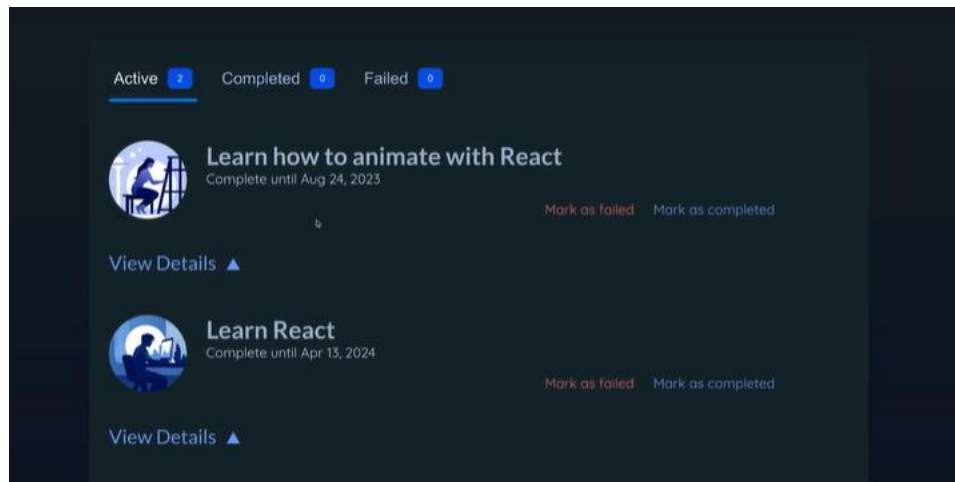 Active 2 Completed 0 Failed 0
Learn how to animate with React
Complete until Aug 24, 2023
Mark as failed Mark as completed
View Details ▲
Learn React
Complete until Apr 13, 2024
Mark as failed Mark as completed
View Details ▲